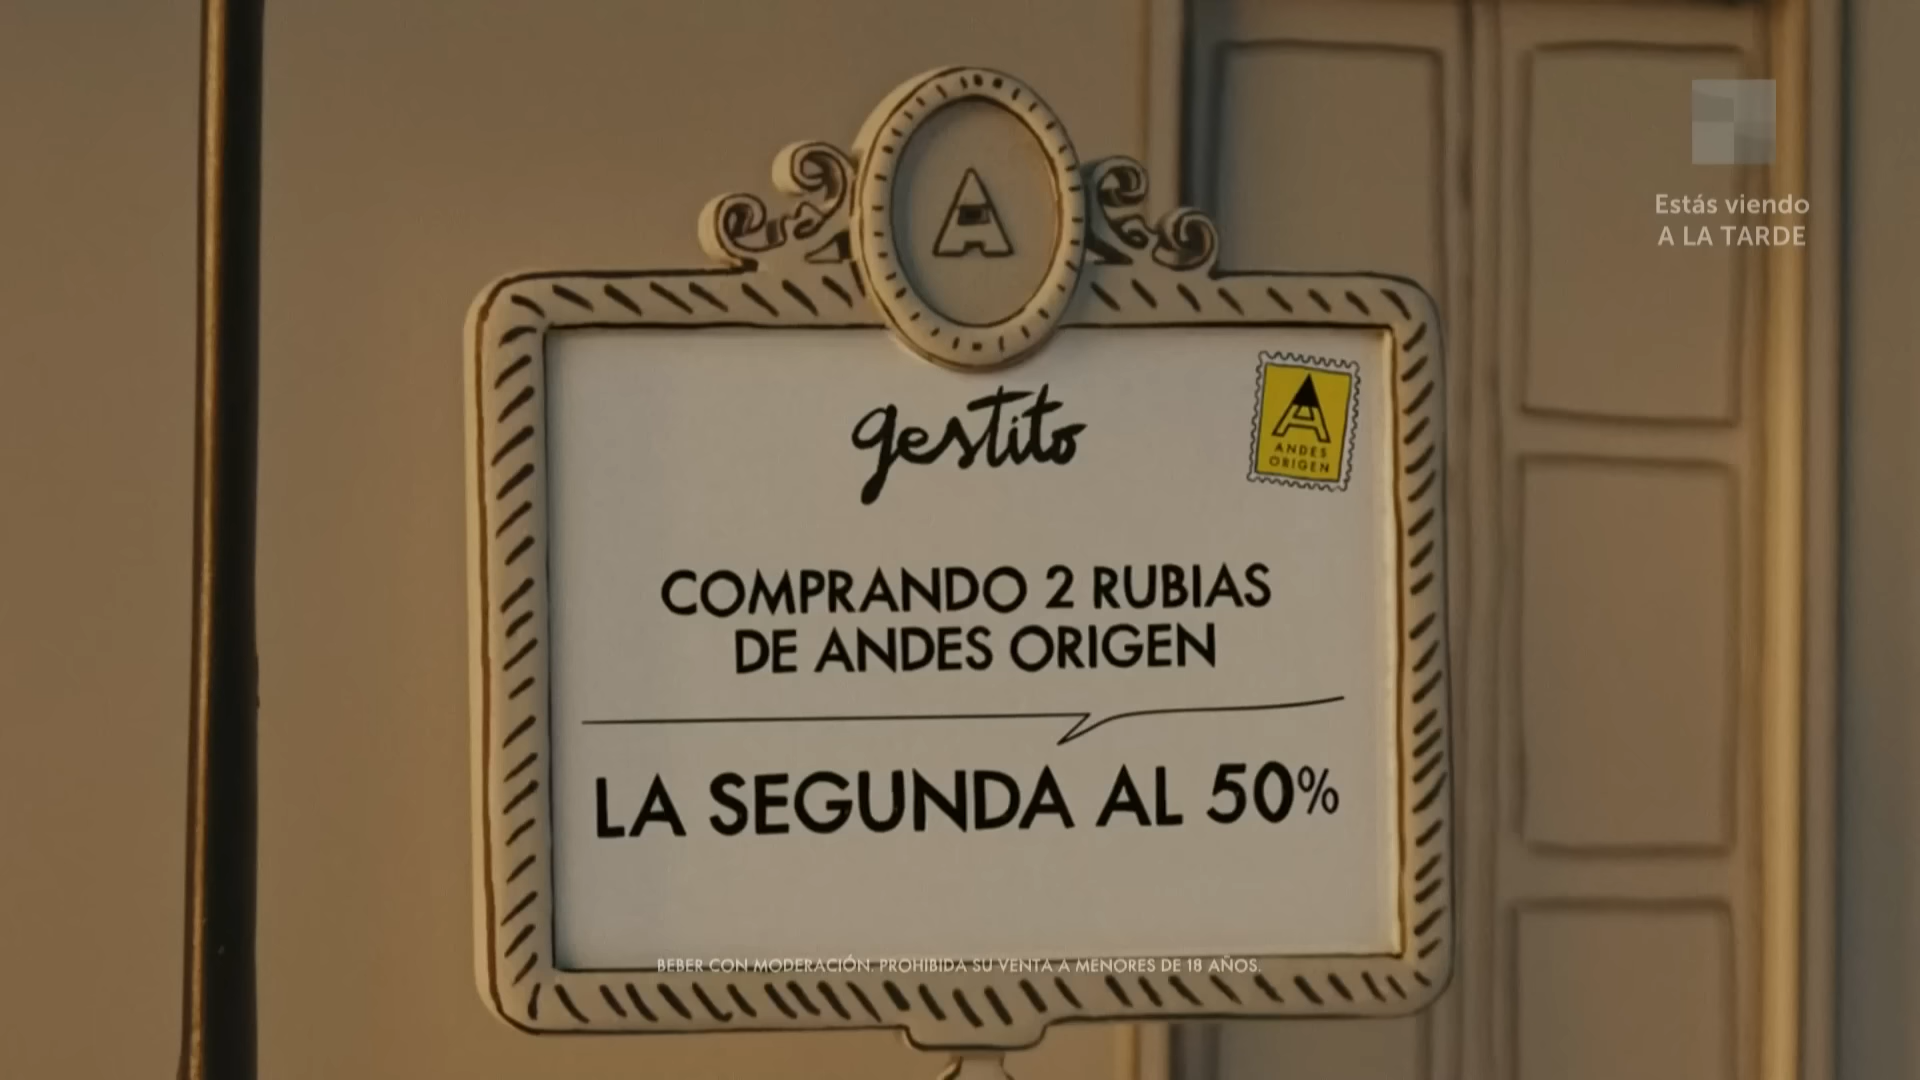 Estás viendo
A LA TARDE
A
gestito
A
ANDES
ORIGEN
COMPRANDO 2 RUBIAS
DE ANDES ORIGEN
LA SEGUNDA AL 50%
BEBER CON MODERACIÓN. PROHIBIDA SU VENTA A MENORES DE 18 AÑOS.